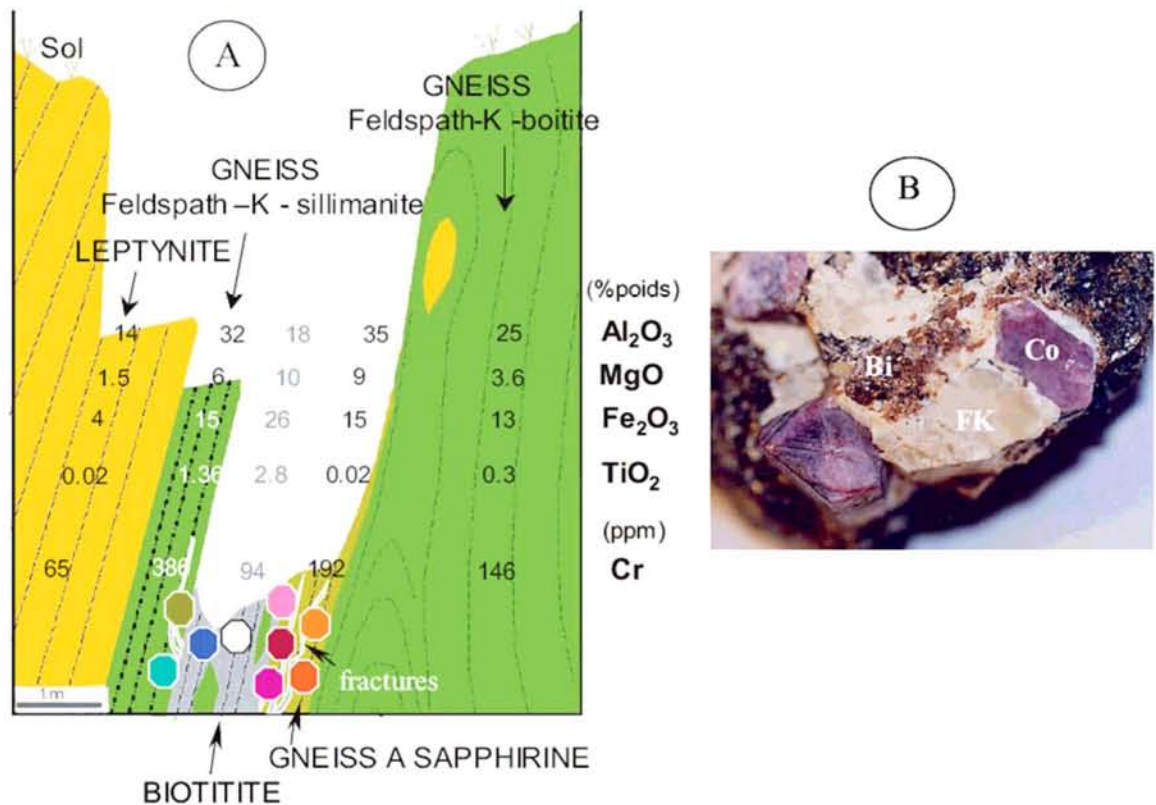 Sol
A
GNEISS
Feldspath-K -boitite
GNEISS
Feldspath –K - sillimanite
LEPTYNITE
(%poids)
14 32 18 35 25 Al₂O₃
1.5 6 10 9 3.6 MgO
4 15 26 15 13 Fe₂O₃
0.02 1.36 2.8 0.02 0.3 TiO₂
(ppm)
65 386 94 192 146 Cr
fractures
1m
GNEISS A SAPPHIRINE
BIOTITITE
B
Co
Bi
FK